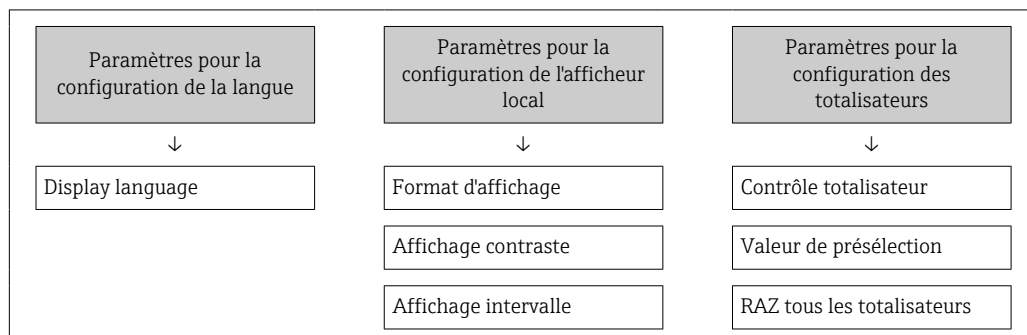 Paramètres pour la
configuration de la langue
↓
Display language
Paramètres pour la
configuration de l'afficheur
local
↓
Format d'affichage
Affichage contraste
Affichage intervalle
Paramètres pour la
configuration des
totalisateurs
↓
Contrôle totalisateur
Valeur de présélection
RAZ tous les totalisateurs